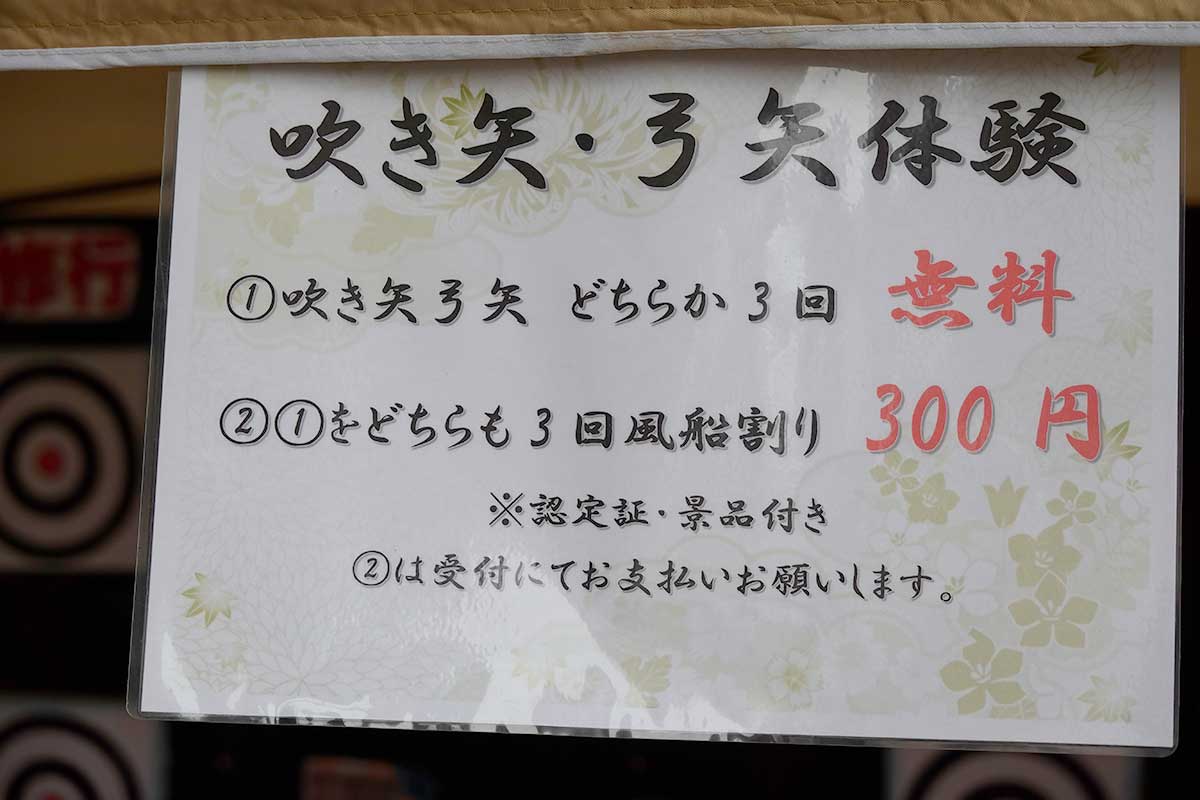 吹き矢・弓矢体験
①吹き矢弓矢 どちらか3回 無料
②①をどちらも3回風船割り 300円
※認定証・景品付き
②は受付にてお支払いお願いします。
修行